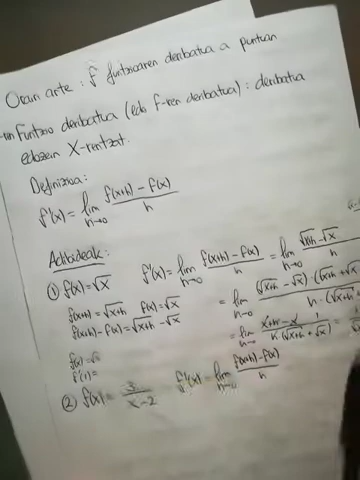 Orain arte: f funtzioaren deribatua a puntuan
Funtzio deribatua (edo f-ren deribatua): deribatua
edozein X-rentzat.
Definizioa:
f'(x) = lim h→0 f(x+h) - f(x) / h
Adibideak:
① f(x) = √x f'(x) = lim h→0 f(x+h) - f(x) / h = lim h→0 √x+h - √x / h
f(x+h) = √x+h f(x) = √x
f(x+h) - f(x) = √x+h - √x
= lim h→0 (√x+h - √x) · (√x+h + √x) / h · (√x+h +
= lim h→0 x+h - x / h (√x+h + √x) =
f(x) = √x
f'(x) =
② f(x) = 3 / x-2 f'(x) = lim h→0 f(x+h) - f(x) / h